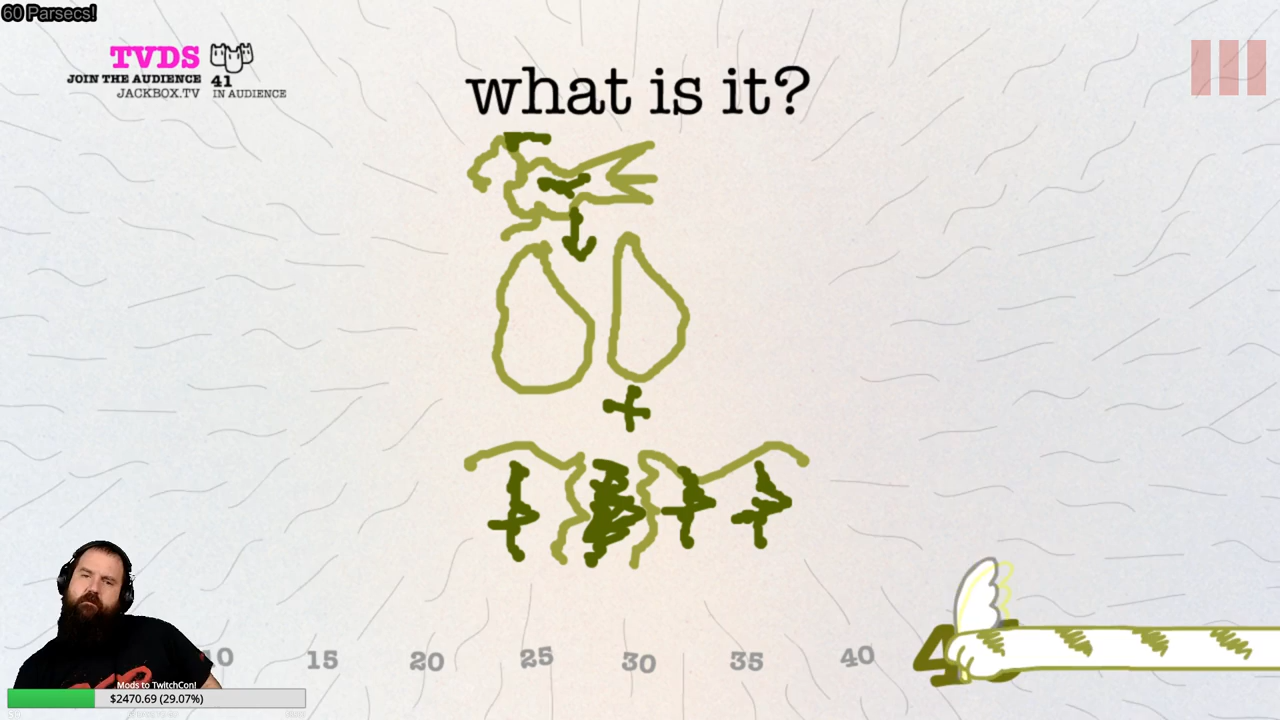 60 Parsecs!
TVDS
JOIN THE AUDIENCE 41
JACKBOX.TV IN AUDIENCE
what is it?
10 15 20 25 30 35 40
Mods to TwitchCon!
$2470.69 (29.07%)